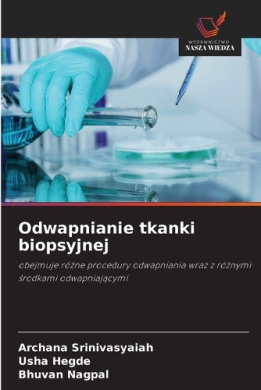 WYDAWNICTWO
NASZA WIEDZA
Odwapnianie tkanki
biopsyjnej
obejmuje różne procedury odwapniania wraz z różnymi
środkami odwapniającymi
Archana Srinivasyaiah
Usha Hegde
Bhuvan Nagpal